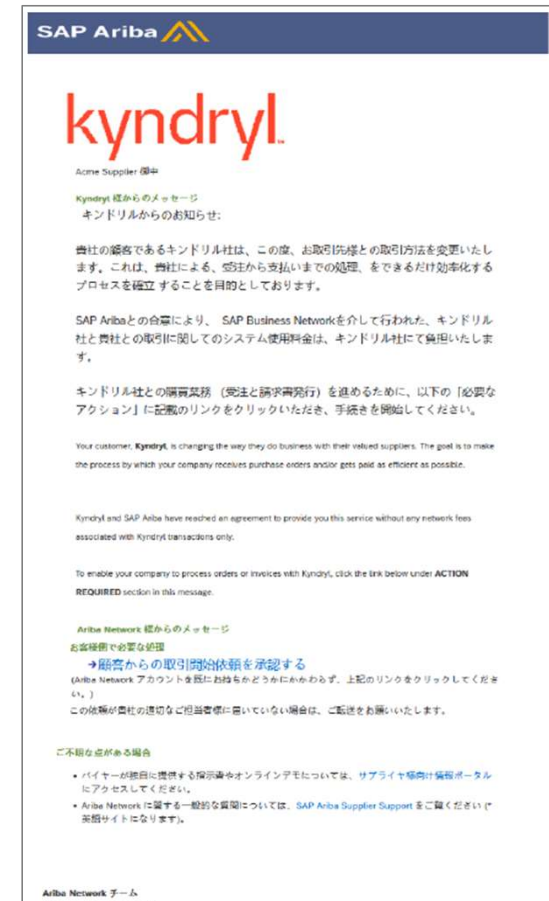 SAP Ariba
kyndryl
Acme Supplier 御中
Kyndryl 様からのメッセージ
キンドリルからのお知らせ:
貴社の顧客であるキンドリル社は、この度、お取引先様との取引方法を変更いたし
ます。これは、貴社による、受注から支払いまでの処理、をできるだけ効率化する
プロセスを確立 することを目的としております。
SAP Aribaとの合意により、 SAP Business Networkを介して行われた、キンドリル
社と貴社との取引に関してのシステム使用料金は、キンドリル社にて負担いたしま
す。
キンドリル社との購買業務 （受注と請求書発行）を進めるために、以下の「必要な
アクション」に記載のリンクをクリックいただき、手続きを開始してください。
Your customer, Kyndryl, is changing the way they do business with their valued suppliers. The goal is to make
the process by which your company receives purchase orders and/or gets paid as efficient as possible.
Kyndryl and SAP Ariba have reached an agreement to provide you this service without any network fees
associated with Kyndryl transactions only.
To enable your company to process orders or invoices with Kyndryl, click the link below under ACTION
REQUIRED section in this message.
Ariba Network 様からのメッセージ
お客様側で必要な処理
→顧客からの取引開始依頼を承認する
(Ariba Network アカウントを既にお持ちかどうかにかかわらず、上記のリンクをクリックしてくださ
い。)
この依頼が貴社の適切なご担当者様に届いていない場合は、ご転送をお願いいたします。
ご不明な点がある場合
• バイヤーが独自に提供する指示書やオンラインデモについては、サプライヤ様向け情報ポータル
にアクセスしてください。
• Ariba Network に関する一般的な質問については、SAP Ariba Supplier Support をご覧ください (*
英語サイトになります)。
Ariba Network チーム